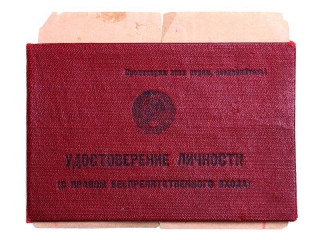 Пролетарии всех стран, соединяйтесь!
УДОСТОВЕРЕНИЕ ЛИЧНОСТИ
(С ПРАВОМ БЕСПРЕПЯТСТВЕННОГО ВХОДА)